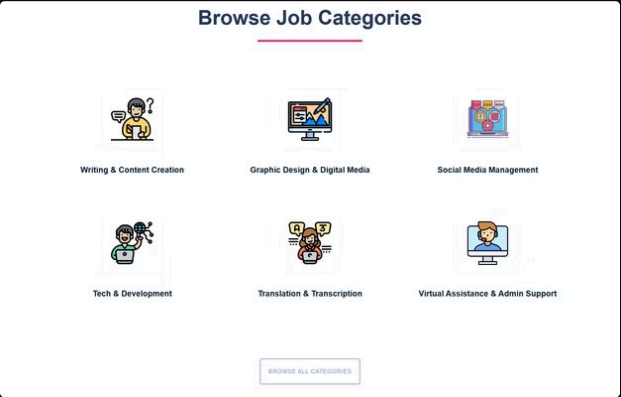 Browse Job Categories
Writing & Content Creation
Graphic Design & Digital Media
Social Media Management
Tech & Development
Translation & Transcription
Virtual Assistance & Admin Support
BROWSE ALL CATEGORIES